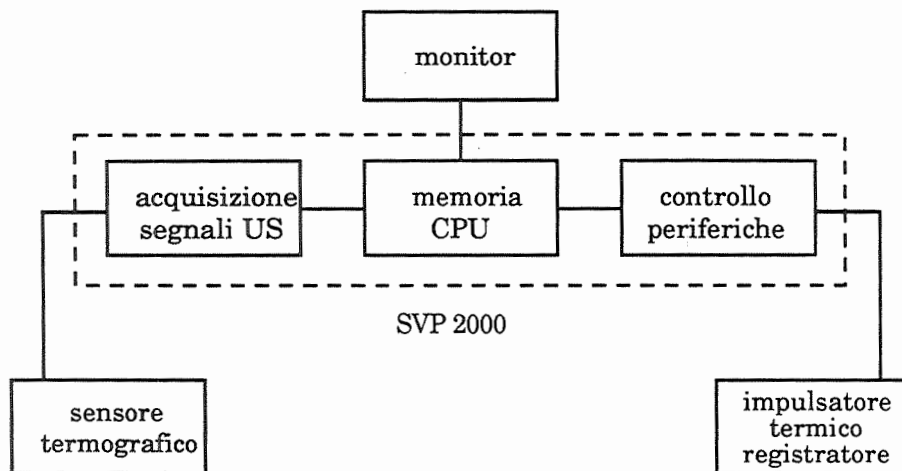 monitor
acquisizione
segnali US
memoria
CPU
controllo
periferiche
SVP 2000
sensore
termografico
impulsatore
termico
registratore